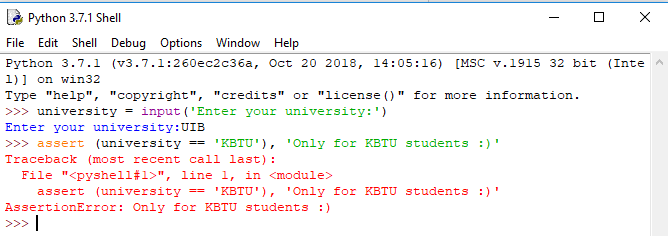 Python 3.7.1 Shell
File Edit Shell Debug Options Window Help
Python 3.7.1 (v3.7.1:260ec2c36a, Oct 20 2018, 14:05:16) [MSC v.1915 32 bit (Inte
l)] on win32
Type "help", "copyright", "credits" or "license()" for more information.
>>> university = input('Enter your university:')
Enter your university:UIB
>>> assert (university == 'KBTU'), 'Only for KBTU students :)'
Traceback (most recent call last):
  File "<pyshell#1>", line 1, in <module>
    assert (university == 'KBTU'), 'Only for KBTU students :)'
AssertionError: Only for KBTU students :)
>>>